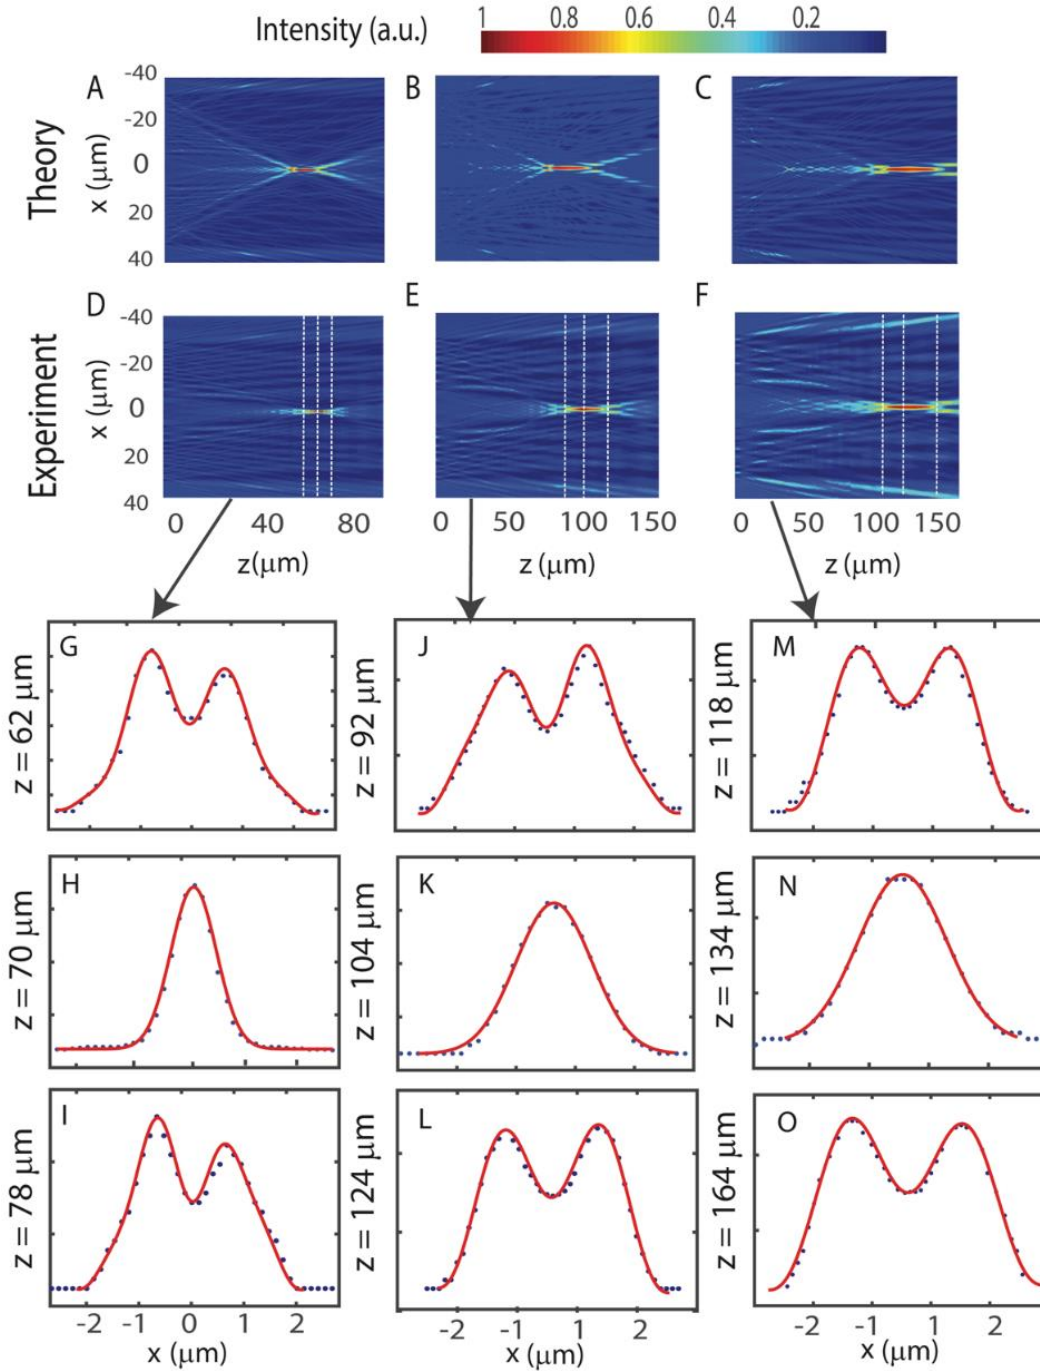 Intensity (a.u.)
1 0.8 0.6 0.4 0.2
A B C
Theory
x (μm)
-40
-20
0
20
40
D E F
Experiment
x (μm)
-40
-20
0
20
40
0 40 80 0 50 100 150 0 50 100 150
z(μm) z (μm) z (μm)
G J M
z = 62 μm z = 92 μm z = 118 μm
H K N
z = 70 μm z = 104 μm z = 134 μm
I L O
z = 78 μm z = 124 μm z = 164 μm
-2 -1 0 1 2 -2 -1 0 1 2 -2 -1 0 1 2
x (μm) x (μm) x (μm)